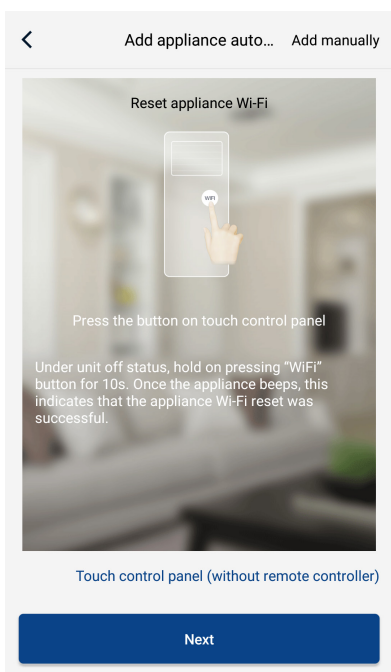 Add appliance auto... Add manually
Reset appliance Wi-Fi
WiFi
Press the button on touch control panel
Under unit off status, hold on pressing “WiFi”
button for 10s. Once the appliance beeps, this
indicates that the appliance Wi-Fi reset was
successful.
Touch control panel (without remote controller)
Next